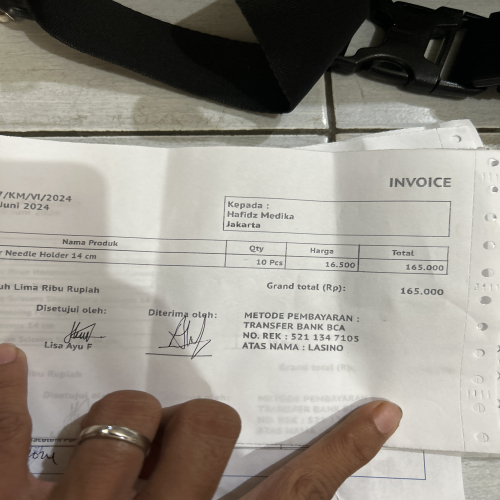 INVOICE
7/KM/VI/2024
Juni 2024
Kepada :
Hafidz Medika
Jakarta
Nama Produk Qty Harga Total
r Needle Holder 14 cm 10 Pcs 16.500 165.000
uh Lima Ribu Rupiah Grand total (Rp): 165.000
Disetujui oleh: Diterima oleh:
Lisa Ayu F
METODE PEMBAYARAN :
TRANSFER BANK BCA
NO. REK : 521 134 7105
ATAS NAMA : LASINO